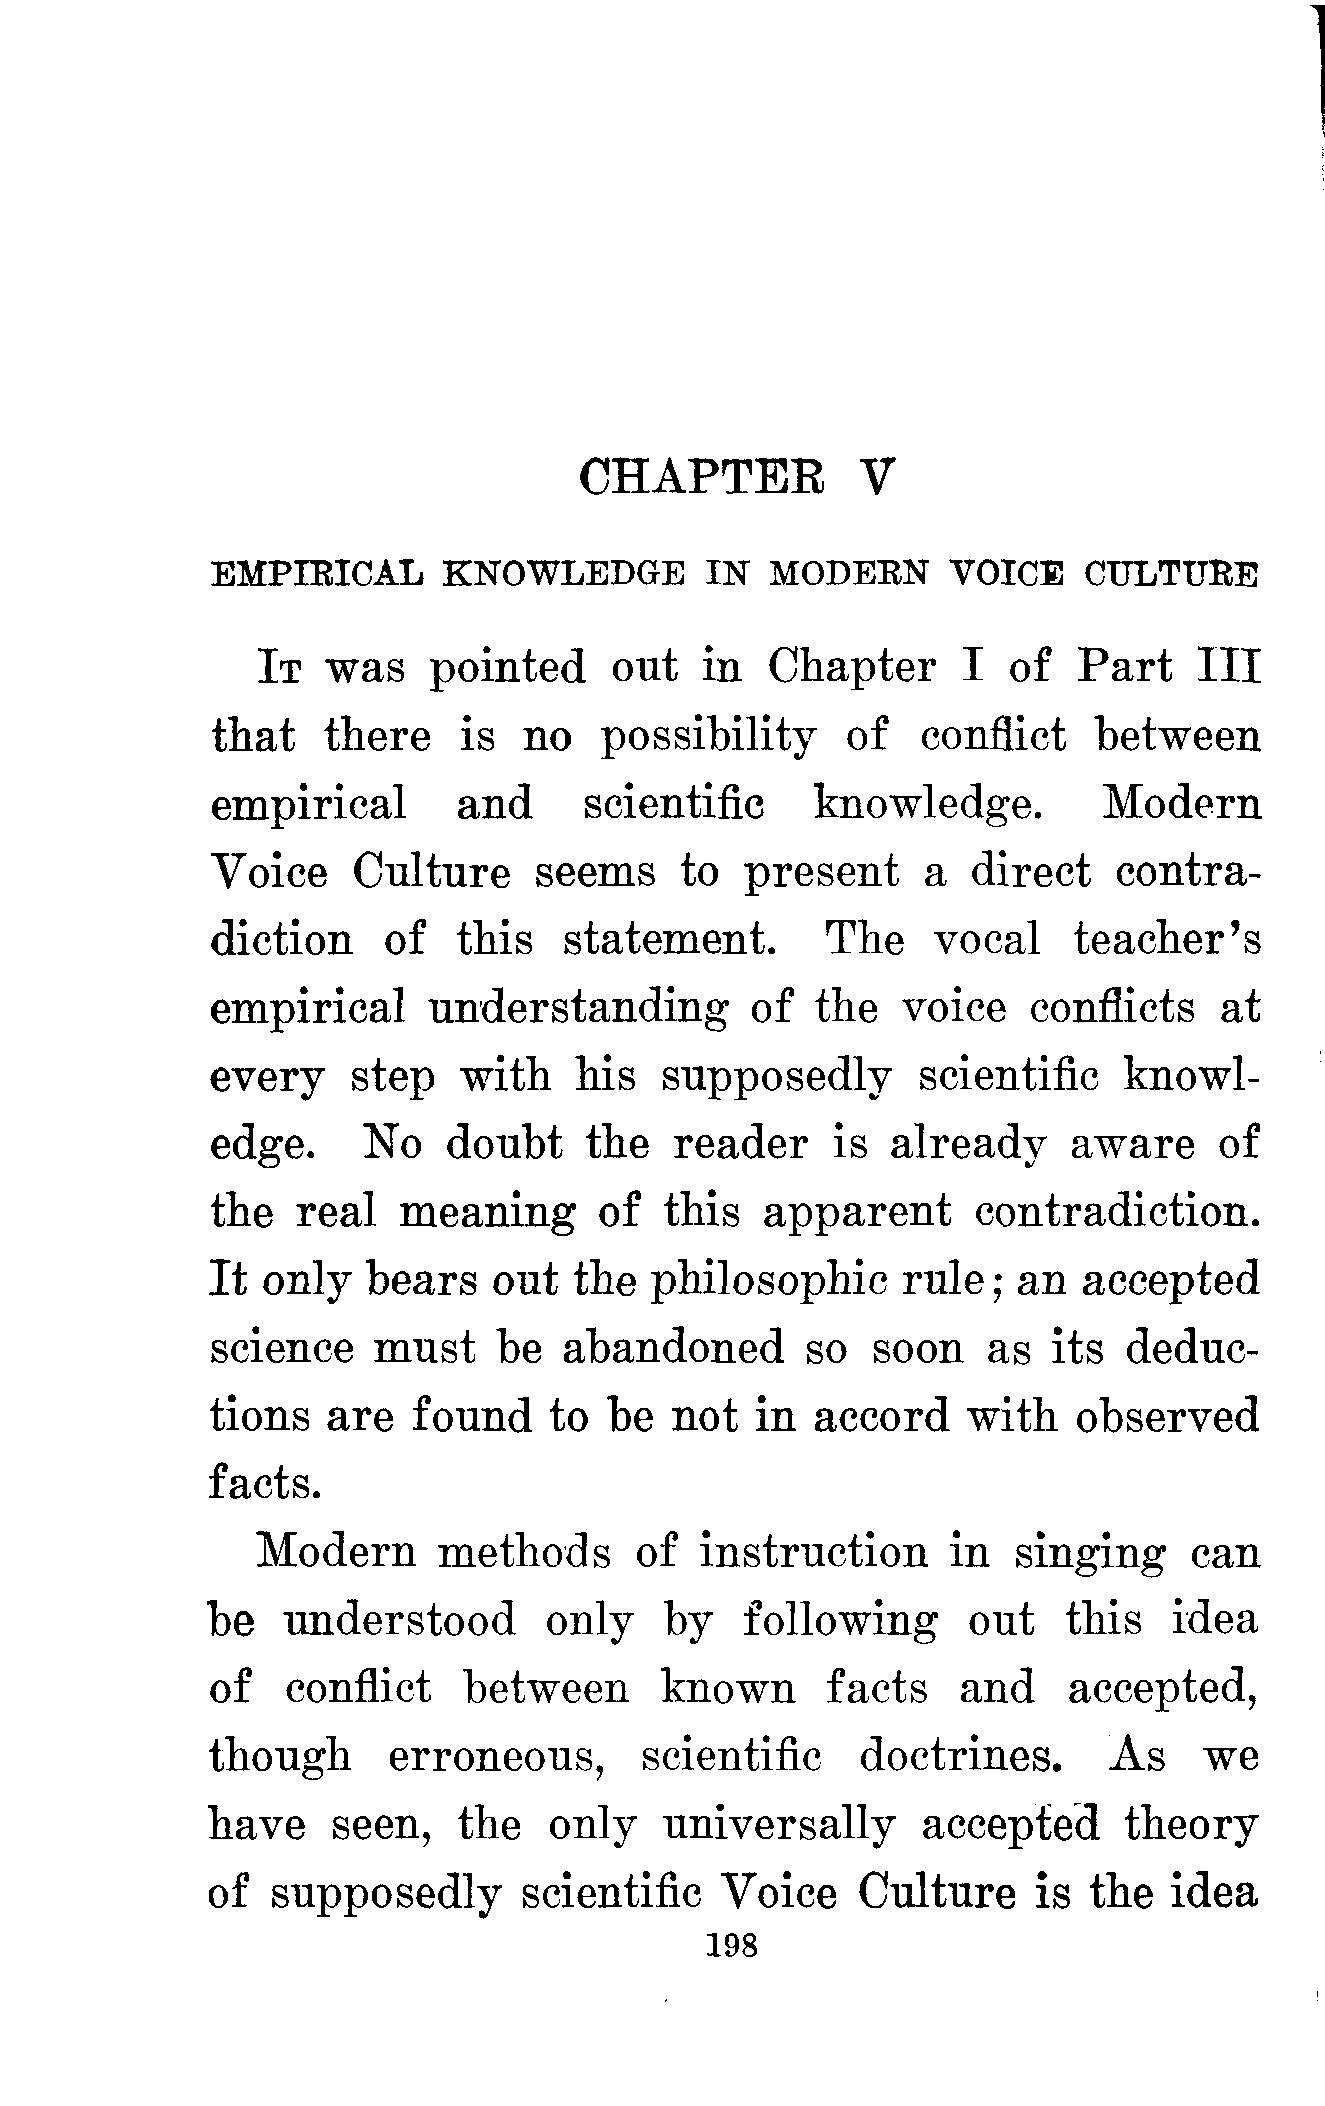 CHAPTER V
EMPIRICAL KNOWLEDGE IN MODERN VOICE CULTURE
IT was pointed out in Chapter I of Part III
that there is no possibility of conflict between
empirical and scientific knowledge. Modern
Voice Culture seems to present a direct contra-
diction of this statement. The vocal teacher's
empirical understanding of the voice conflicts at
every step with his supposedly scientific knowl-
edge. No doubt the reader is already aware of
the real meaning of this apparent contradiction.
It only bears out the philosophic rule; an accepted
science must be abandoned so soon as its deduc-
tions are found to be not in accord with observed
facts.
Modern methods of instruction in singing can
be understood only by following out this idea
of conflict between known facts and accepted,
though erroneous, scientific doctrines. As we
have seen, the only universally accepted theory
of supposedly scientific Voice Culture is the idea
198